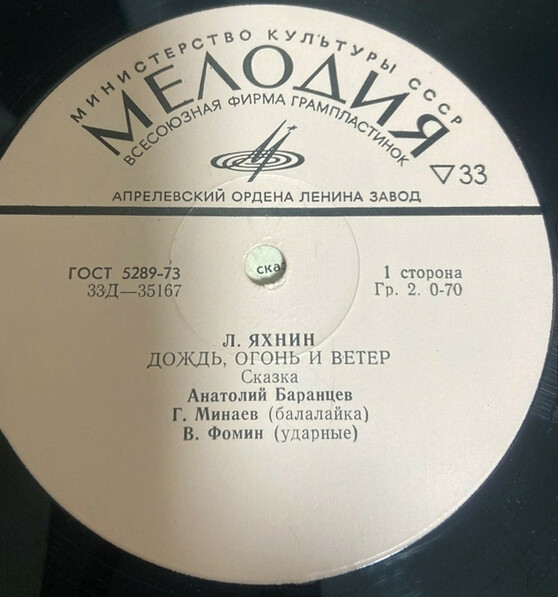 МИНИСТЕРСТВО КУЛЬТУРЫ СССР
МЕЛОДИЯ
ВСЕСОЮЗНАЯ ФИРМА ГРАМПЛАСТИНОК
33
АПРЕЛЕВСКИЙ ОРДЕНА ЛЕНИНА ЗАВОД
ГОСТ 5289-73
33Д—35167
ска
1 сторона
Гр. 2. 0-70
Л. ЯХНИН
ДОЖДЬ, ОГОНЬ И ВЕТЕР
Сказка
Анатолий Баранцев
Г. Минаев (балалайка)
В. Фомин (ударные)